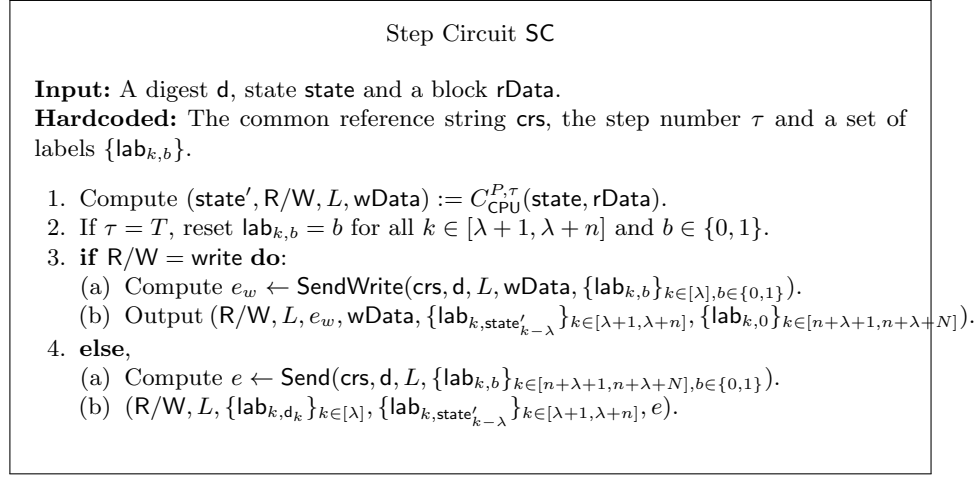 Step Circuit SC
Input: A digest d, state state and a block rData.
Hardcoded: The common reference string crs, the step number τ and a set of
labels {lab_{k,b}}.
1. Compute (state′, R/W, L, wData) := C_{CPU}^{P,τ}(state, rData).
2. If τ = T, reset lab_{k,b} = b for all k ∈ [λ + 1, λ + n] and b ∈ {0, 1}.
3. if R/W = write do:
(a) Compute e_w ← SendWrite(crs, d, L, wData, {lab_{k,b}}_{k∈[λ],b∈{0,1}}).
(b) Output (R/W, L, e_w, wData, {lab_{k,state′_{k−λ}}}_{k∈[λ+1,λ+n]}, {lab_{k,0}}_{k∈[n+λ+1,n+λ+N]}).
4. else,
(a) Compute e ← Send(crs, d, L, {lab_{k,b}}_{k∈[n+λ+1,n+λ+N],b∈{0,1}}).
(b) (R/W, L, {lab_{k,d_k}}_{k∈[λ]}, {lab_{k,state′_{k−λ}}}_{k∈[λ+1,λ+n]}, e).